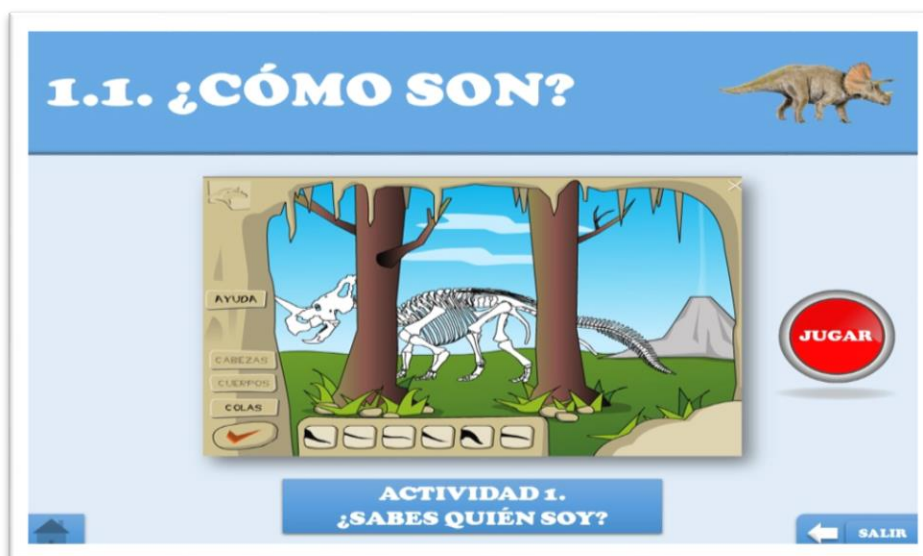 1.1. ¿CÓMO SON?
AYUDA
CABEZAS
CUERPOS
COLAS
JUGAR
ACTIVIDAD 1.
¿SABES QUIÉN SOY?
SALIR